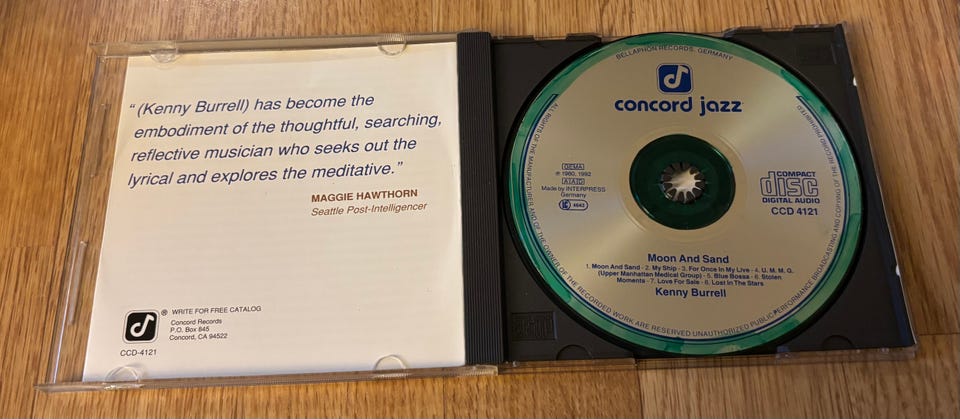 “(Kenny Burrell) has become the
embodiment of the thoughtful, searching,
reflective musician who seeks out the
lyrical and explores the meditative.”
MAGGIE HAWTHORN
Seattle Post-Intelligencer
® WRITE FOR FREE CATALOG
Concord Records
P.O. Box 845
Concord, CA 94522
CCD-4121
BELLAPHON RECORDS, GERMANY
concord jazz
ALL RIGHTS OF THE MANUFACTURER AND OF THE OWNER OF THE RECORDED WORK ARE RESERVED UNAUTHORIZED PUBLIC PERFORMANCE BROADCASTING AND COPYING OF THE RECORD PROHIBITED
GEMA
℗ 1980, 1992
AAD
Made by INTERPRESS
Germany
LC 4642
COMPACT
disc
DIGITAL AUDIO
CCD 4121
Moon And Sand
1. Moon And Sand - 2. My Ship - 3. For Once In My Live - 4. U. M. M. G.
(Upper Manhattan Medical Group) - 5. Blue Bossa - 6. Stolen
Moments - 7. Love For Sale - 8. Lost In The Stars
Kenny Burrell